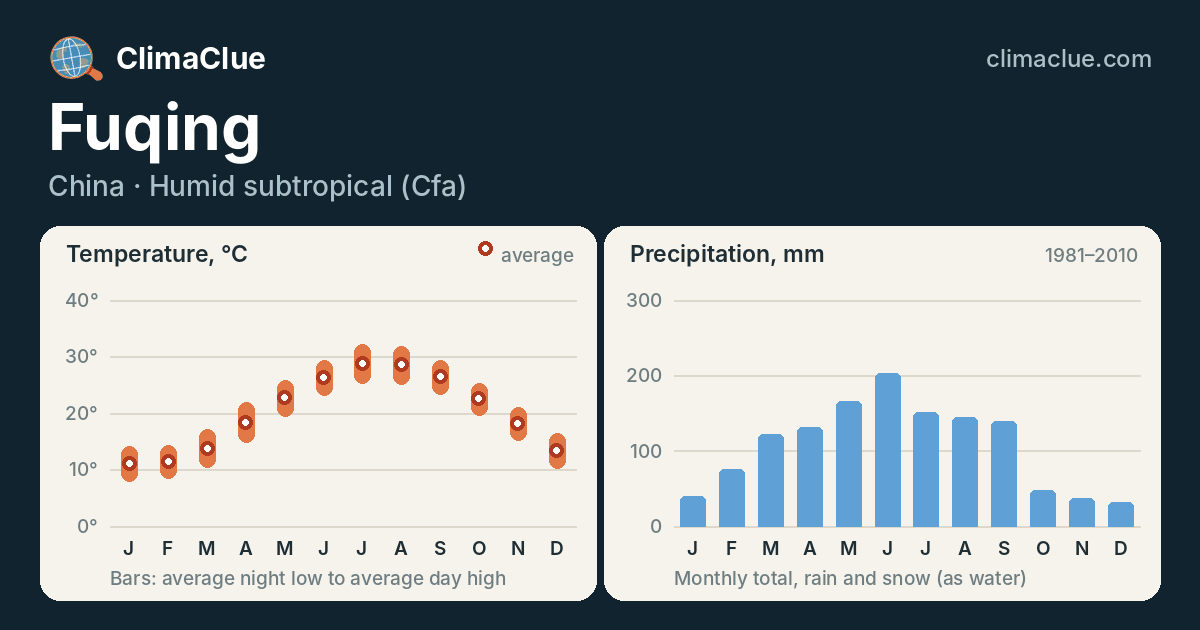 ClimaClue
climaclue.com
Fuqing
China · Humid subtropical (Cfa)
Temperature, °C
average
40°
30°
20°
10°
0°
J F M A M J J A S O N D
Bars: average night low to average day high
Precipitation, mm
1981–2010
300
200
100
0
J F M A M J J A S O N D
Monthly total, rain and snow (as water)